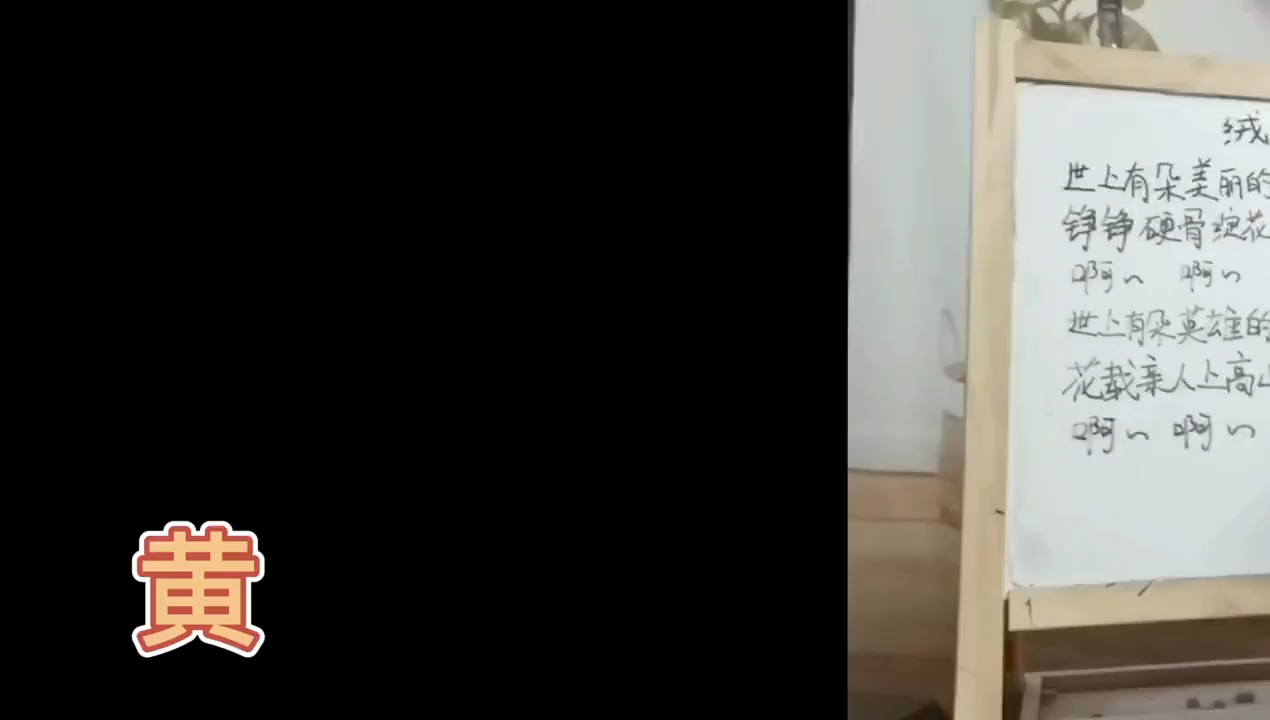 绒
世上有朵美丽的
铮铮硬骨绽花
啊〜 啊〜
世上有朵英雄的
花载亲人上高山
啊〜 啊〜
黄